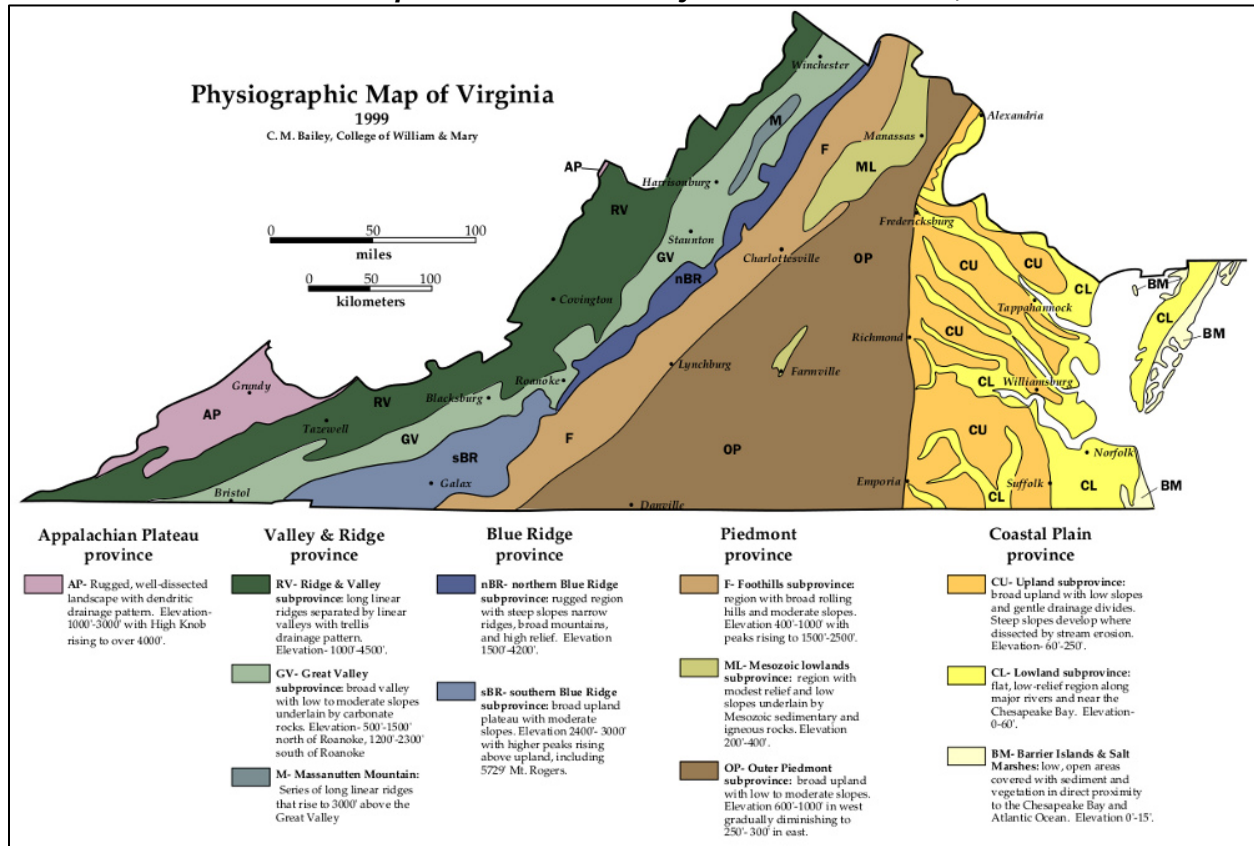 Physiographic Map of Virginia
1999
C. M. Bailey, College of William & Mary
0 50 100
miles
0 50 100
kilometers
Winchester
Alexandria
M
Manassas
F
AP
ML
Harrisonburg
RV
Fredericksburg
Staunton
GV
Charlottesville
OP
CU
CU
nBR
CL
BM
Covington
Tappahannock
CL
BM
Richmond
CU
Lynchburg
Farmville
Roanoke
CL
Williamsburg
Grundy
RV
Blacksburg
AP
Tazewell
GV
F
CU
sBR
OP
Norfolk
Galax
Emporia
CL
Suffolk
CL
BM
Bristol
Danville
Appalachian Plateau
province
AP- Rugged, well-dissected
landscape with dendritic
drainage pattern. Elevation-
1000'-3000' with High Knob
rising to over 4000'.
Valley & Ridge
province
RV- Ridge & Valley
subprovince: long linear
ridges separated by linear
valleys with trellis
drainage pattern.
Elevation- 1000'-4500'.
GV- Great Valley
subprovince: broad valley
with low to moderate slopes
underlain by carbonate
rocks. Elevation- 500'-1500'
north of Roanoke, 1200'-2300'
south of Roanoke
M- Massanutten Mountain:
Series of long linear ridges
that rise to 3000' above the
Great Valley
Blue Ridge
province
nBR- northern Blue Ridge
subprovince: rugged region
with steep slopes narrow
ridges, broad mountains,
and high relief. Elevation
1500'-4200'.
sBR- southern Blue Ridge
subprovince: broad upland
plateau with moderate
slopes. Elevation 2400'- 3000'
with higher peaks rising
above upland, including
5729' Mt. Rogers.
Piedmont
province
F- Foothills subprovince:
region with broad rolling
hills and moderate slopes.
Elevation 400'-1000' with
peaks rising to 1500'-2500'.
ML- Mesozoic lowlands
subprovince: region with
modest relief and low
slopes underlain by
Mesozoic sedimentary and
igneous rocks. Elevation
200'-400'.
OP- Outer Piedmont
subprovince: broad upland
with low to moderate slopes.
Elevation 600'-1000' in west
gradually diminishing to
250'- 300' in east.
Coastal Plain
province
CU- Upland subprovince:
broad upland with low slopes
and gentle drainage divides.
Steep slopes develop where
dissected by stream erosion.
Elevation- 60'-250'.
CL- Lowland subprovince:
flat, low-relief region along
major rivers and near the
Chesapeake Bay. Elevation-
0-60'.
BM- Barrier Islands & Salt
Marshes: low, open areas
covered with sediment and
vegetation in direct proximity
to the Chesapeake Bay and
Atlantic Ocean. Elevation 0'-15'.